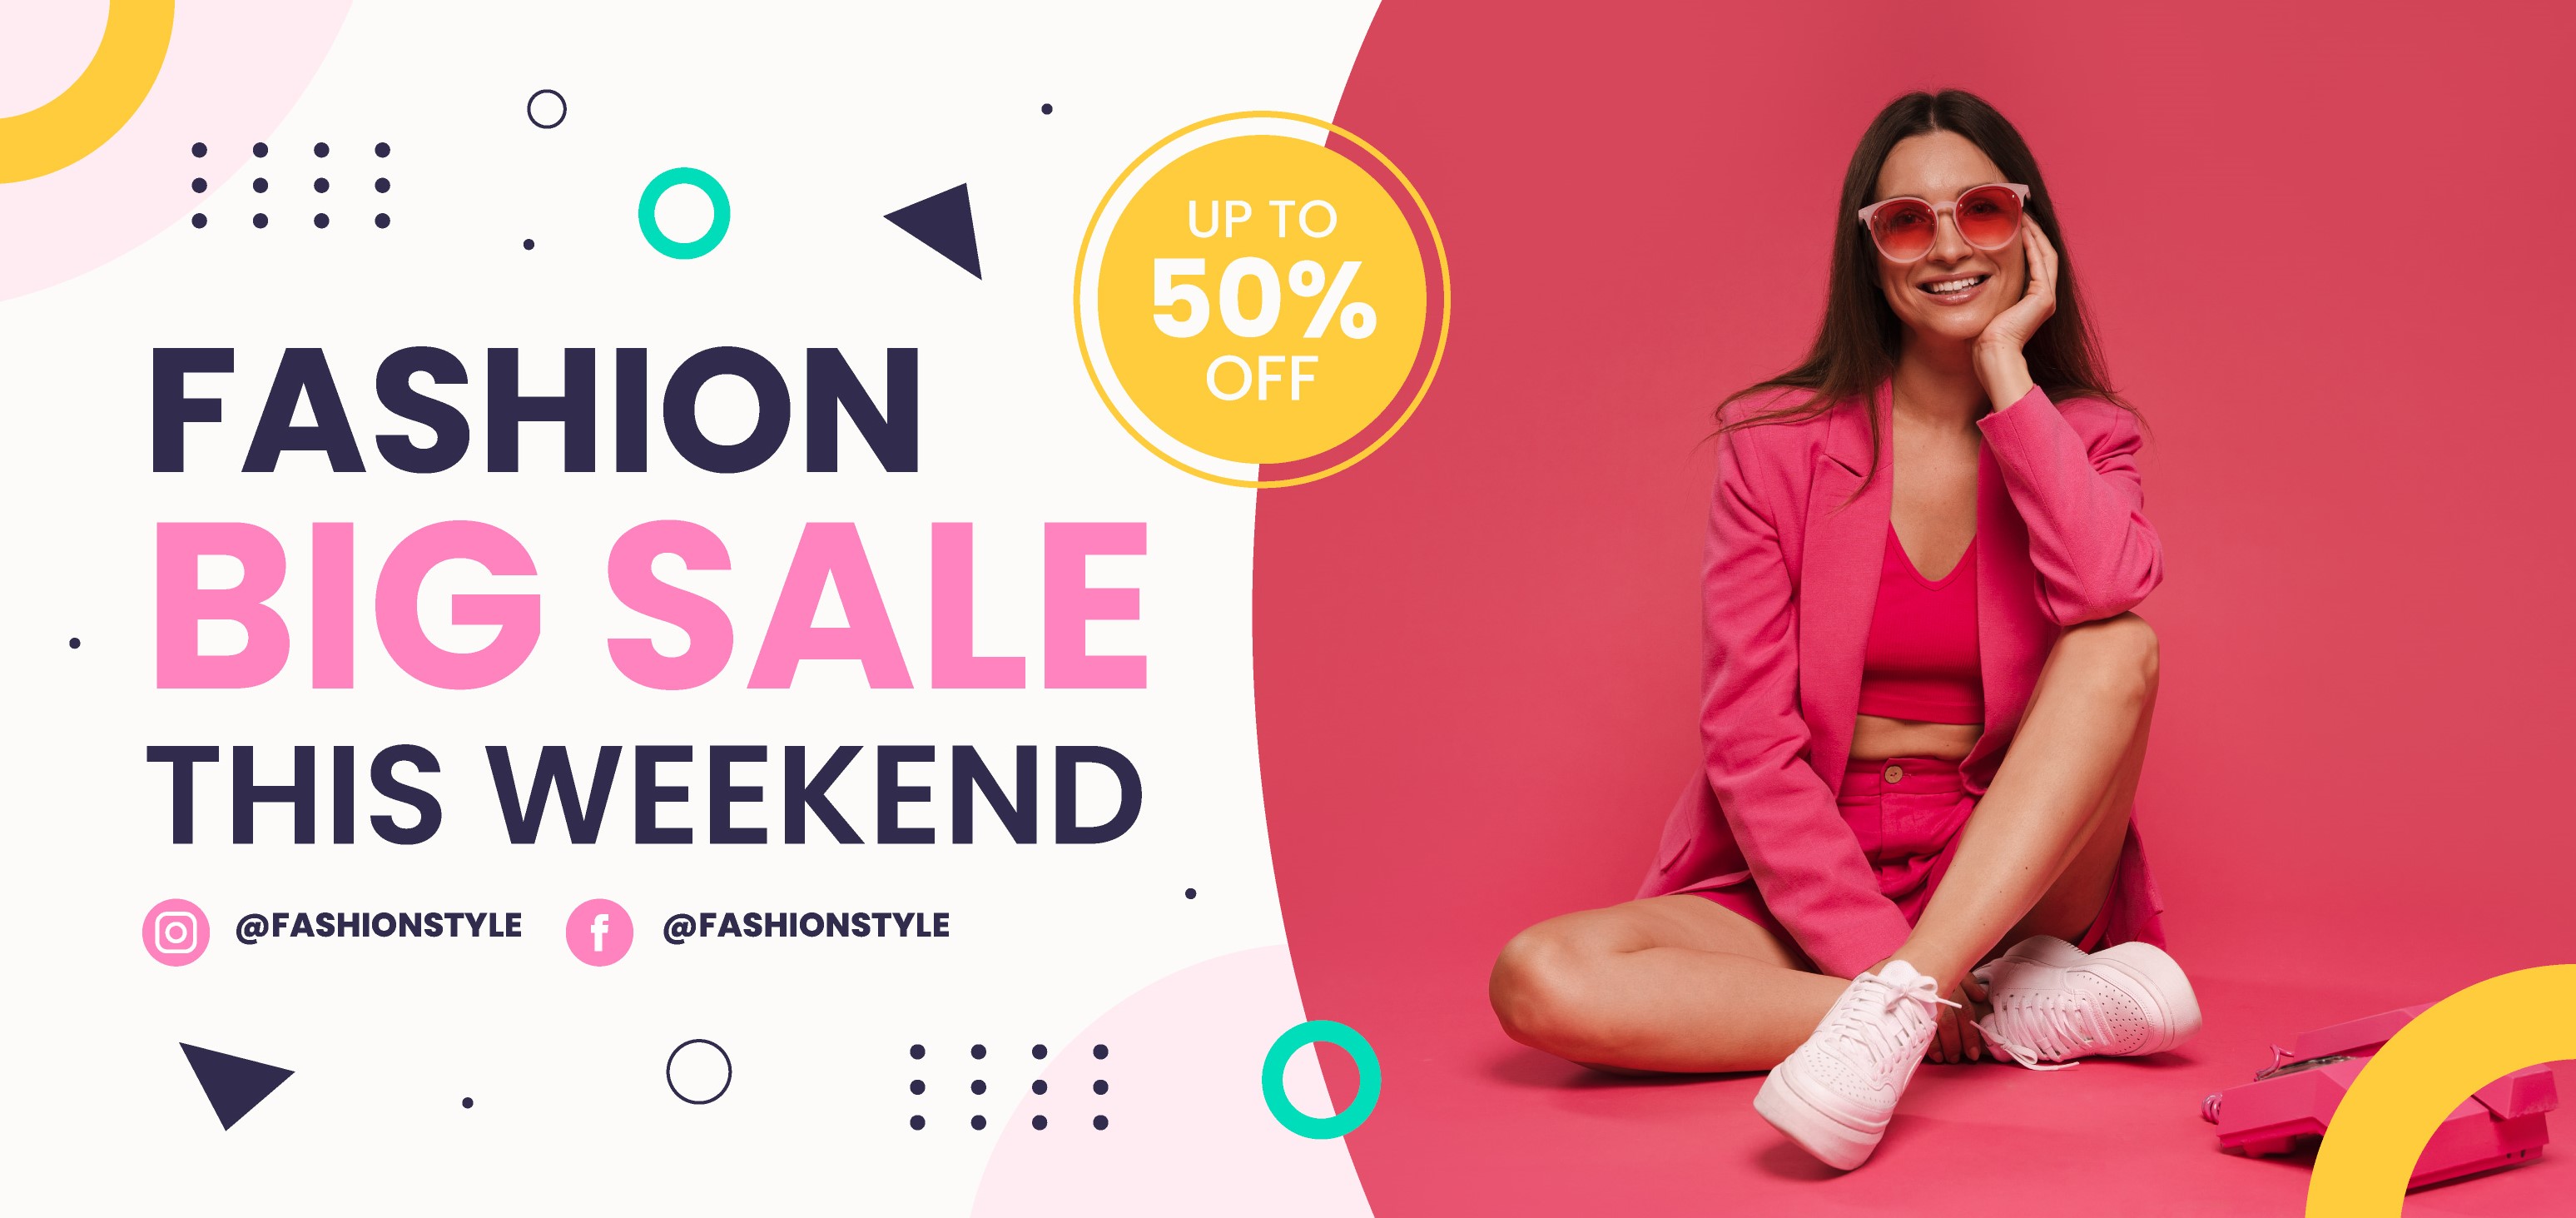 UP TO
50%
OFF
FASHION
BIG SALE
THIS WEEKEND
@FASHIONSTYLE @FASHIONSTYLE